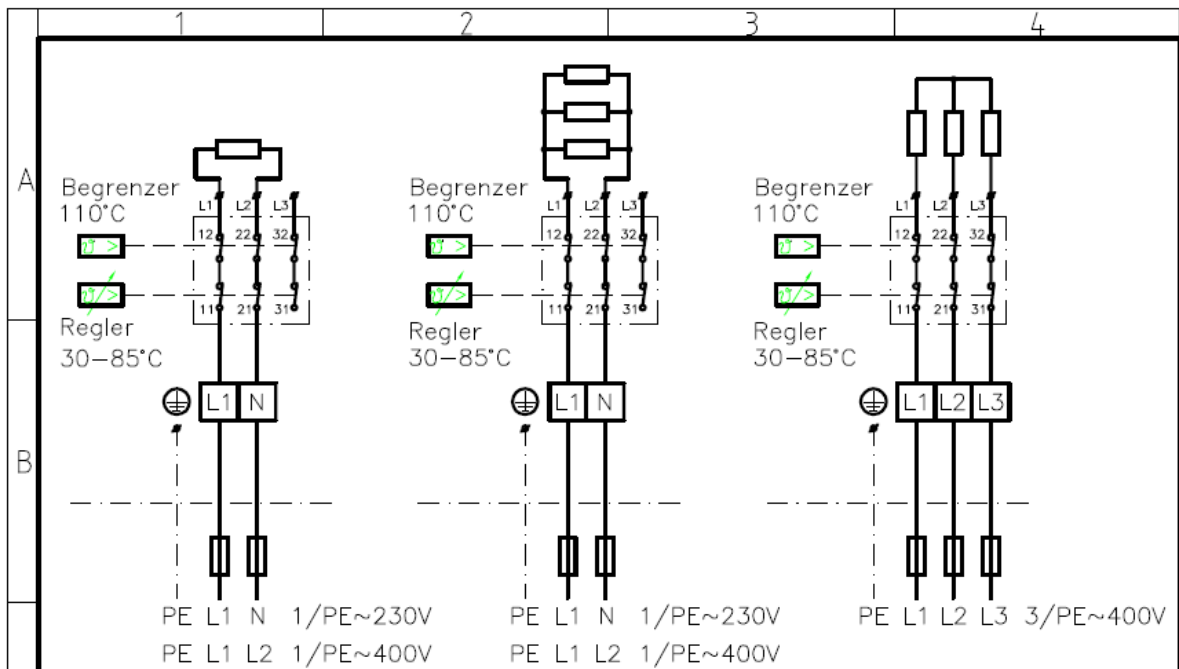 1 2 3 4
A
B
Begrenzer
110°C
ϑ >
ϑ/>
Regler
30–85°C
L1 L2 L3
12 22 32
11 21 31
L1 N
PE L1 N 1/PE~230V
PE L1 L2 1/PE~400V
Begrenzer
110°C
ϑ >
ϑ/>
Regler
30–85°C
L1 L2 L3
12 22 32
11 21 31
L1 N
PE L1 N 1/PE~230V
PE L1 L2 1/PE~400V
Begrenzer
110°C
ϑ >
ϑ/>
Regler
30–85°C
L1 L2 L3
12 22 32
11 21 31
L1 L2 L3
PE L1 L2 L3 3/PE~400V